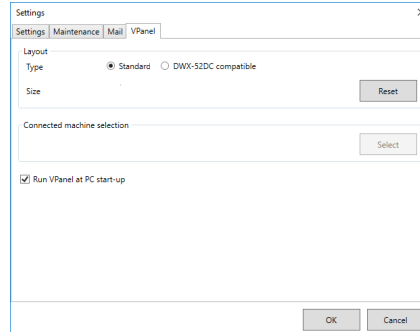 Settings
Settings Maintenance Mail VPanel
Layout
Type Standard DWX-52DC compatible
Size Reset
Connected machine selection
Select
Run VPanel at PC start-up
OK Cancel